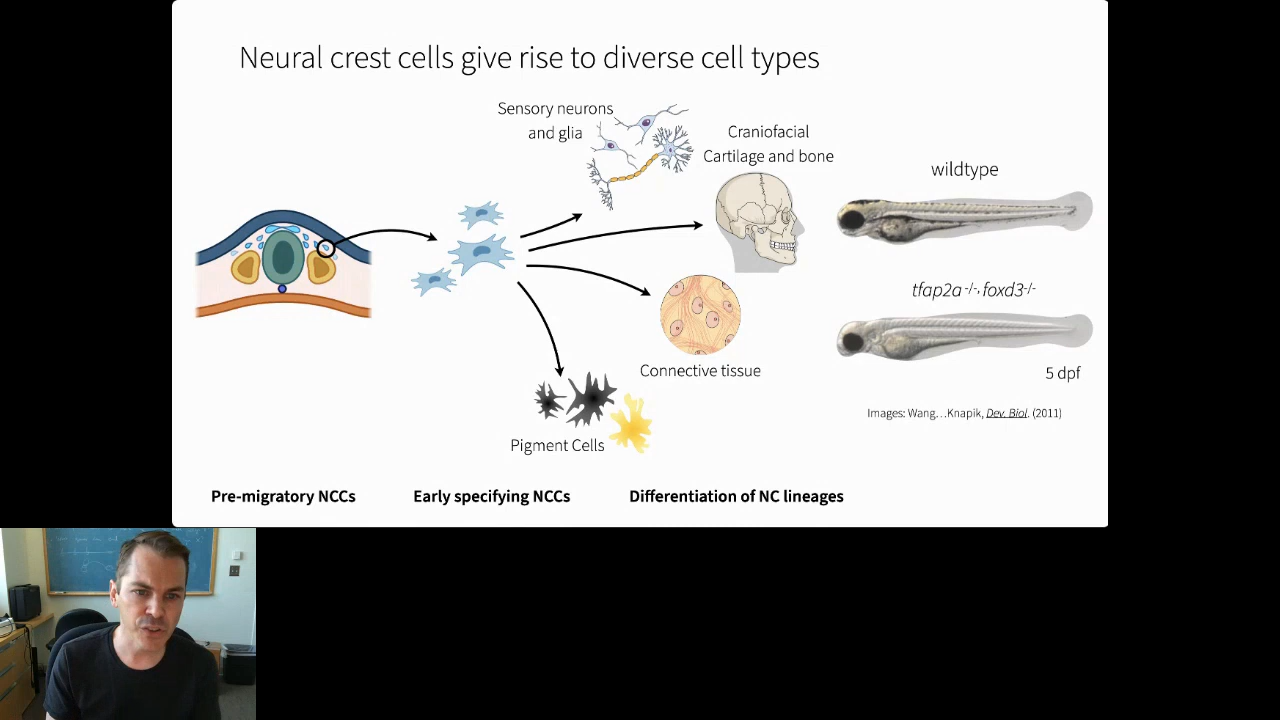 Neural crest cells give rise to diverse cell types
Sensory neurons
and glia
Craniofacial
Cartilage and bone
wildtype
tfap2a -/-, foxd3-/-
5 dpf
Connective tissue
Images: Wang…Knapik, Dev. Biol. (2011)
Pigment Cells
Pre-migratory NCCs
Early specifying NCCs
Differentiation of NC lineages